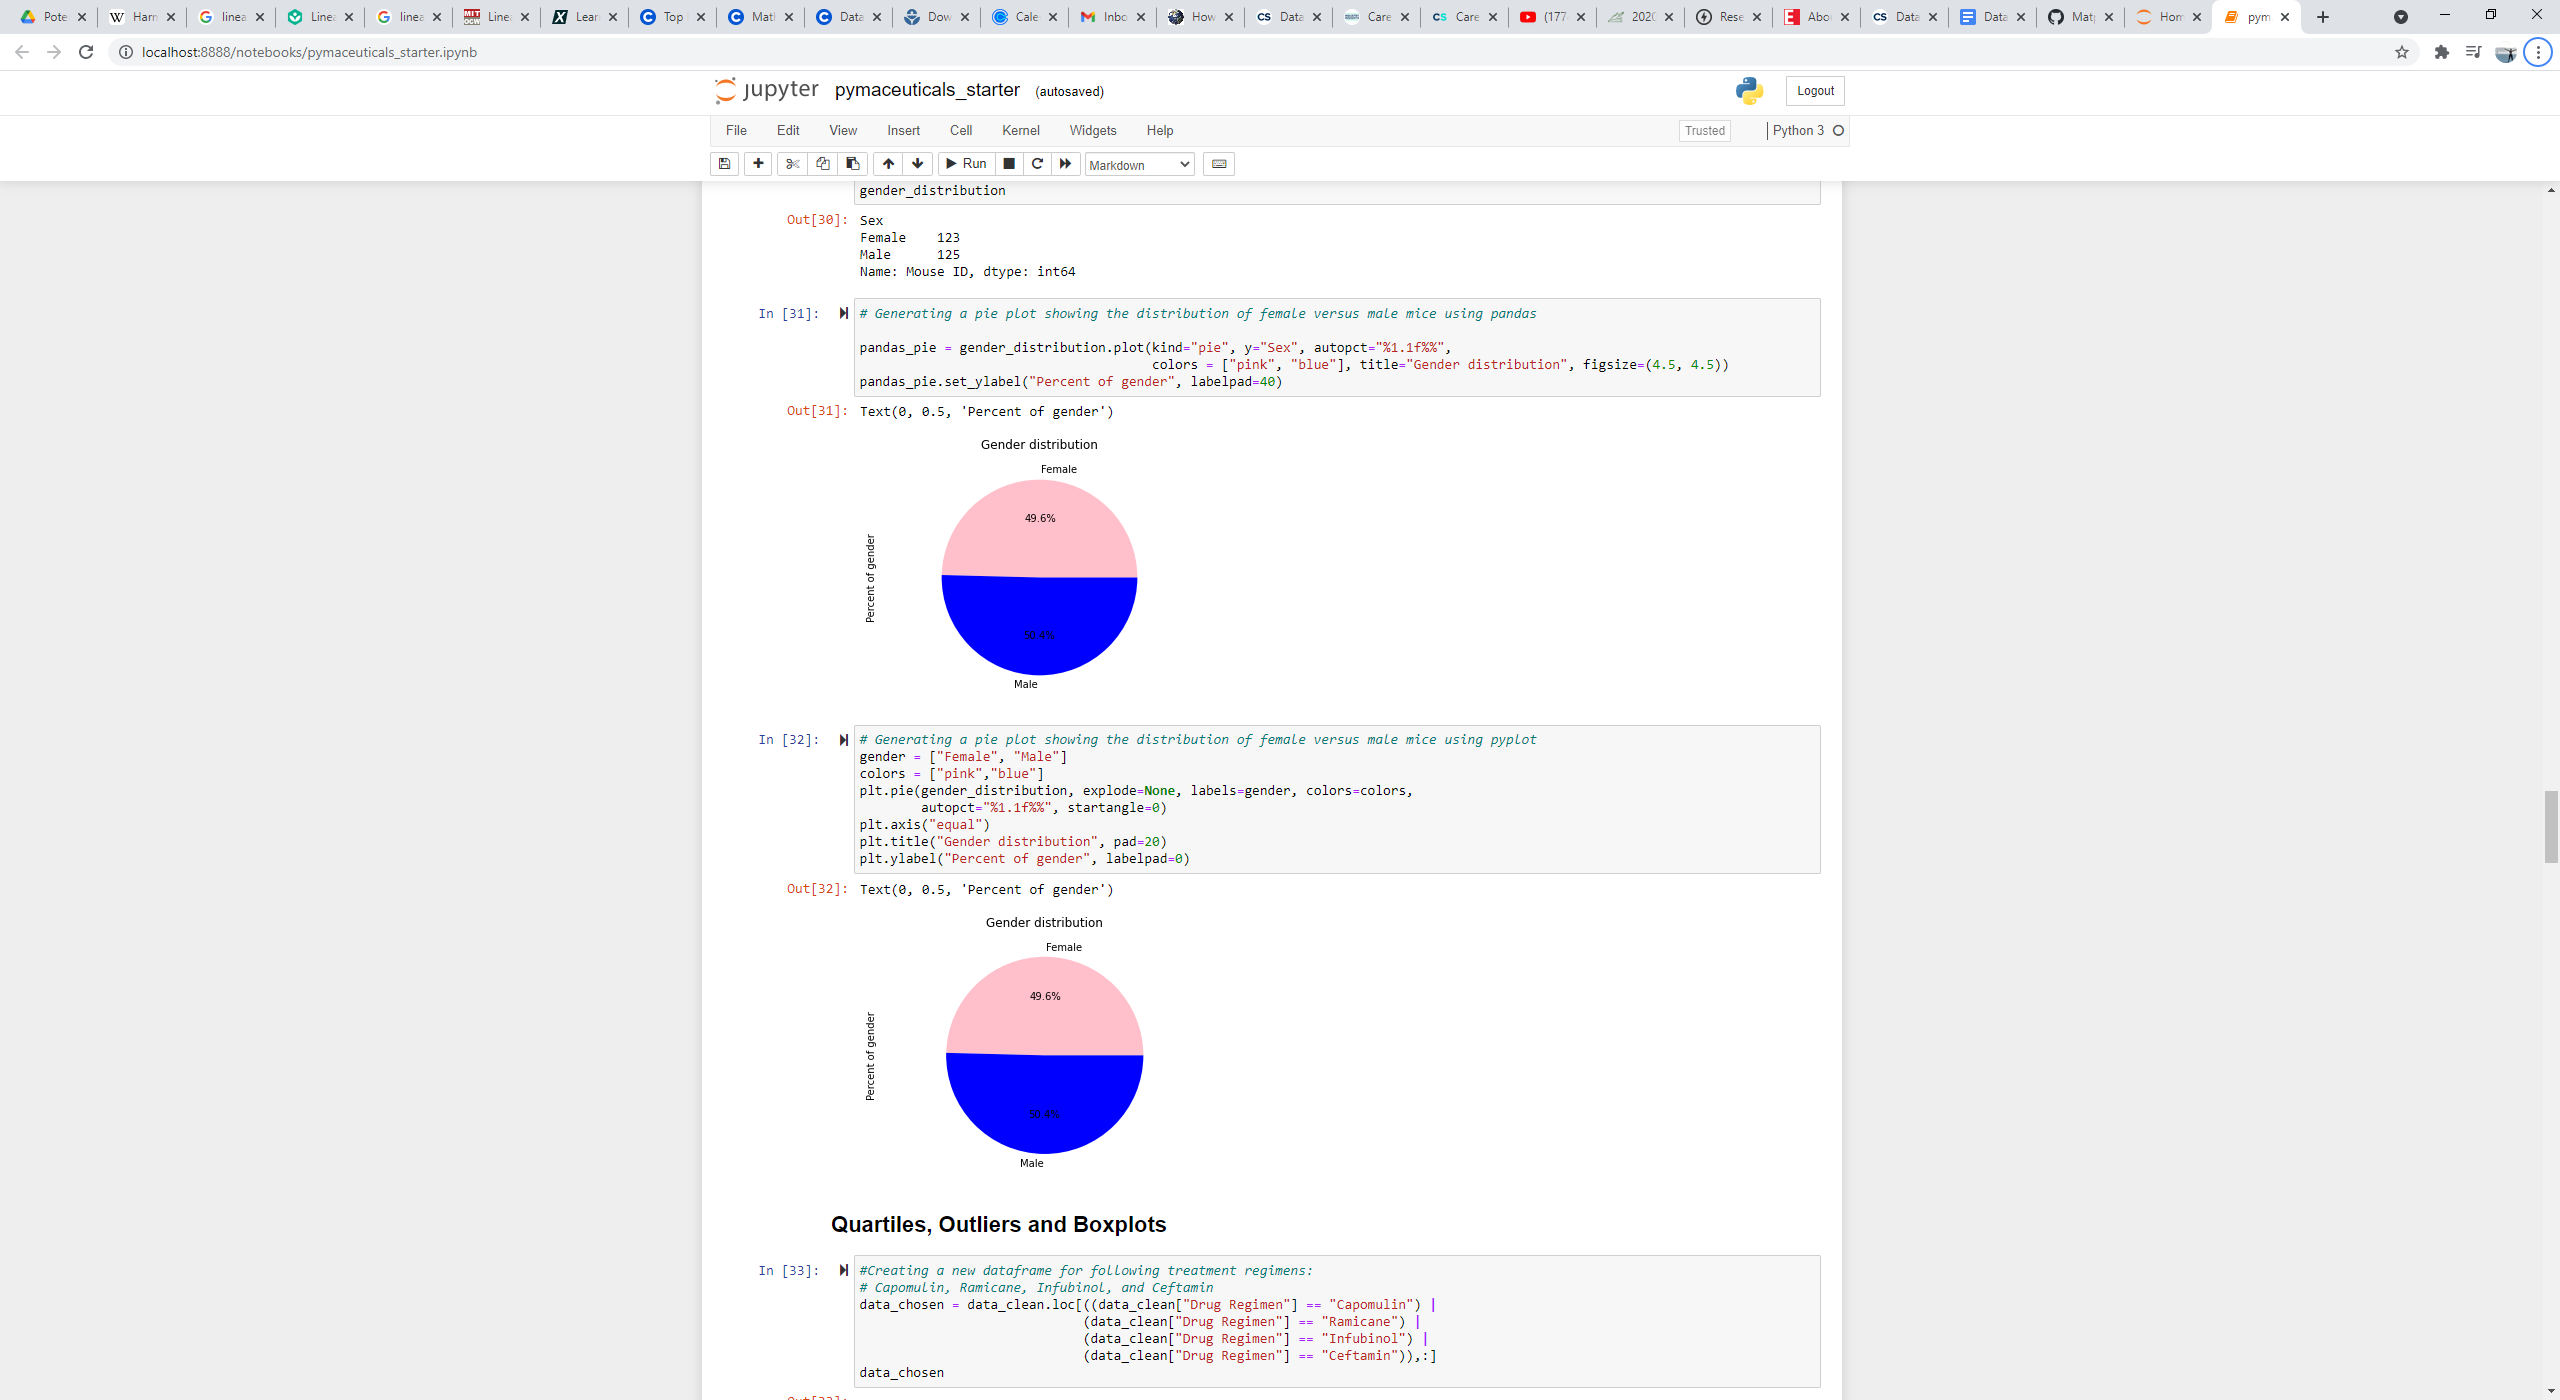 Pote
Harm
linea
Linea
linea
Linea
Lear
Top
Matl
Data
Dow
Cale
Inbo
How
Data
Care
Care
(177
202
Rese
Abou
Data
Data
Matp
Hom
pym
localhost:8888/notebooks/pymaceuticals_starter.ipynb
jupyter pymaceuticals_starter (autosaved)
Logout
File Edit View Insert Cell Kernel Widgets Help
Trusted
Python 3
Run
Markdown
gender_distribution
Out[30]: Sex
Female    123
Male      125
Name: Mouse ID, dtype: int64
In [31]: # Generating a pie plot showing the distribution of female versus male mice using pandas
pandas_pie = gender_distribution.plot(kind="pie", y="Sex", autopct="%1.1f%%",
colors = ["pink", "blue"], title="Gender distribution", figsize=(4.5, 4.5))
pandas_pie.set_ylabel("Percent of gender", labelpad=40)
Out[31]: Text(0, 0.5, 'Percent of gender')
Gender distribution
Female
49.6%
Percent of gender
50.4%
Male
In [32]: # Generating a pie plot showing the distribution of female versus male mice using pyplot
gender = ["Female", "Male"]
colors = ["pink","blue"]
plt.pie(gender_distribution, explode=None, labels=gender, colors=colors,
autopct="%1.1f%%", startangle=0)
plt.axis("equal")
plt.title("Gender distribution", pad=20)
plt.ylabel("Percent of gender", labelpad=0)
Out[32]: Text(0, 0.5, 'Percent of gender')
Gender distribution
Female
49.6%
Percent of gender
50.4%
Male
Quartiles, Outliers and Boxplots
In [33]: #Creating a new dataframe for following treatment regimens:
# Capomulin, Ramicane, Infubinol, and Ceftamin
data_chosen = data_clean.loc[((data_clean["Drug Regimen"] == "Capomulin") |
(data_clean["Drug Regimen"] == "Ramicane") |
(data_clean["Drug Regimen"] == "Infubinol") |
(data_clean["Drug Regimen"] == "Ceftamin")),:]
data_chosen